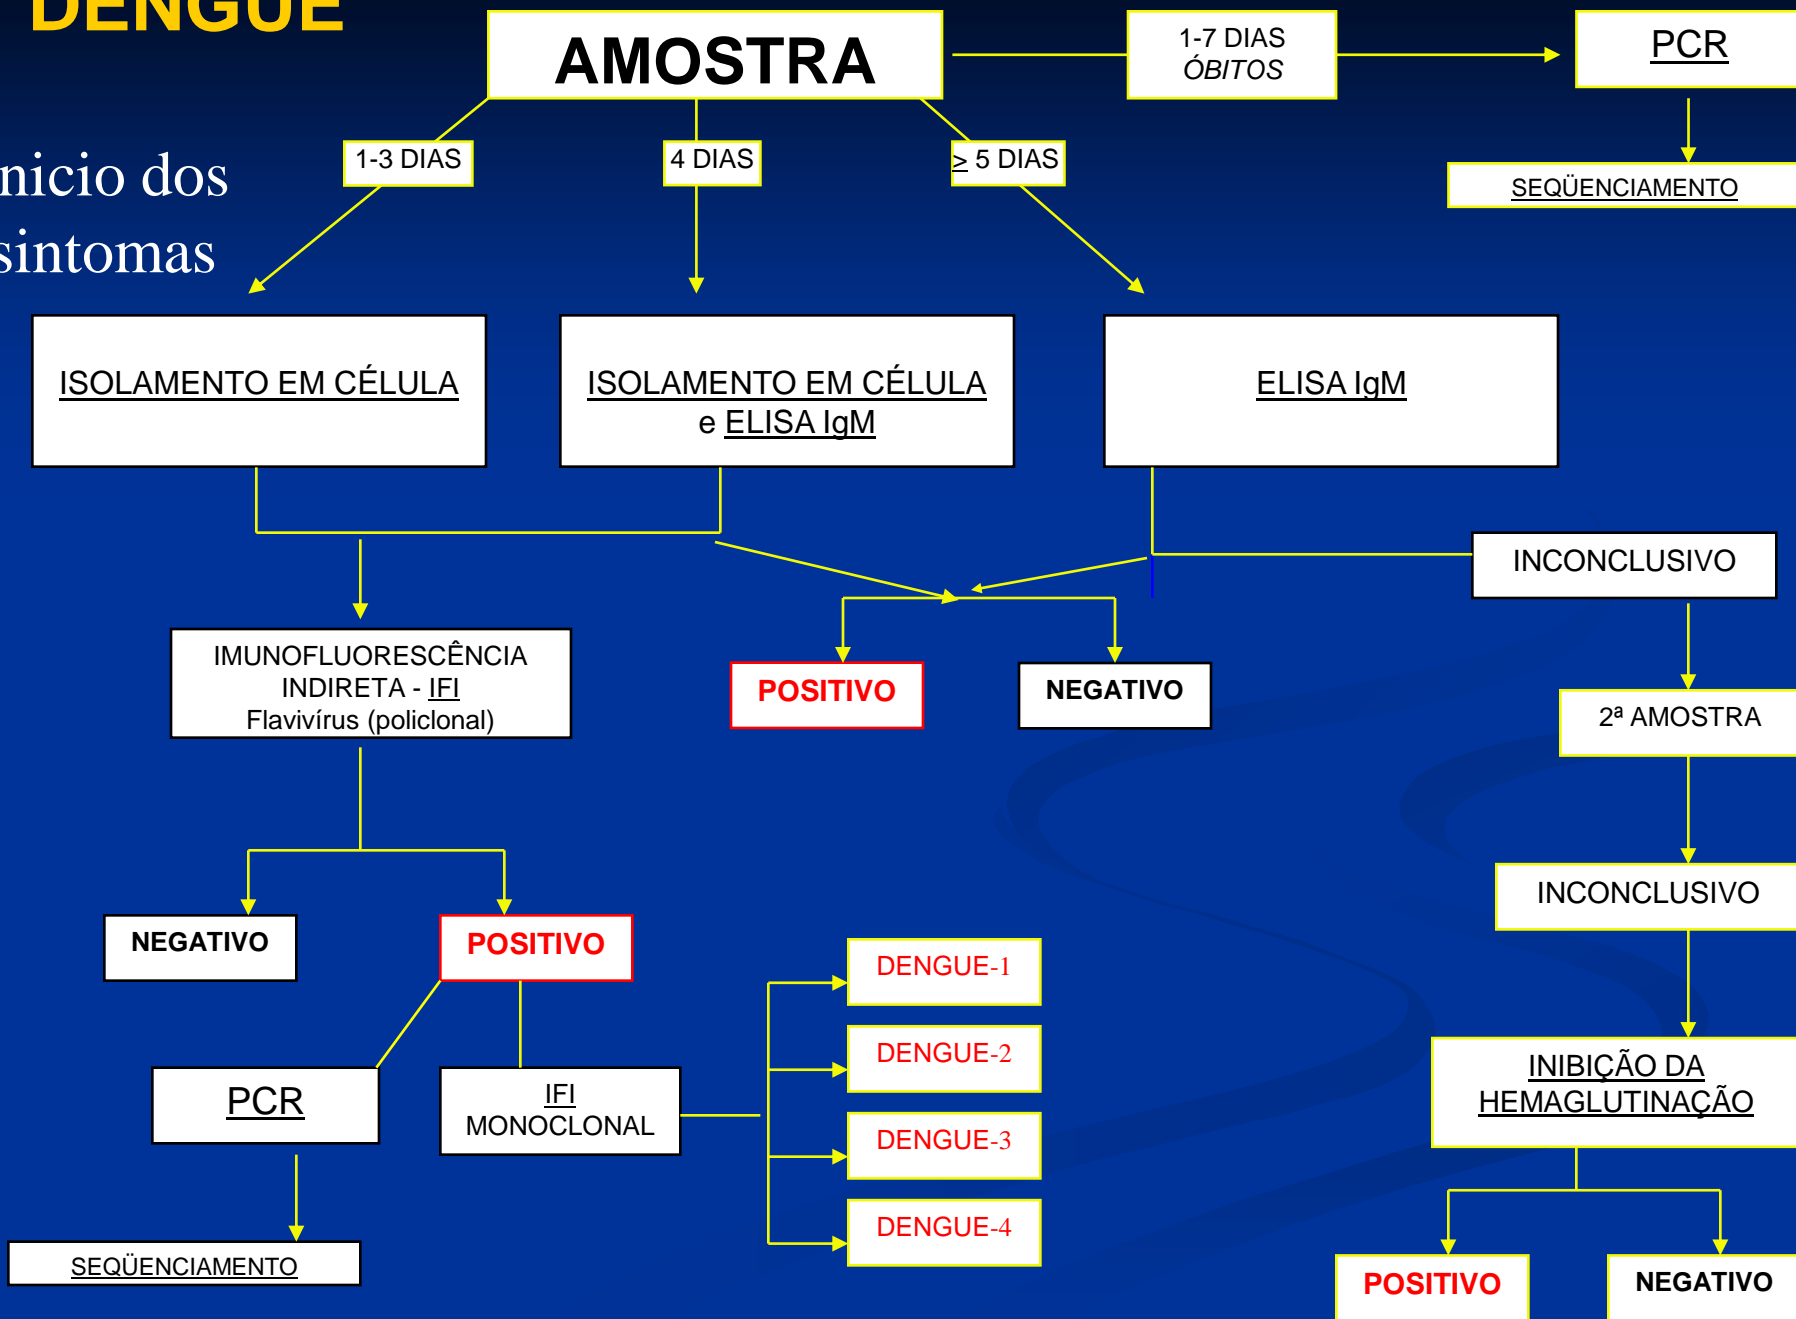 DENGUE
AMOSTRA
1-7 DIAS
ÓBITOS
PCR
nicio dos
sintomas
1-3 DIAS
4 DIAS
≥ 5 DIAS
SEQÜENCIAMENTO
ISOLAMENTO EM CÉLULA
ISOLAMENTO EM CÉLULA
e ELISA IgM
ELISA IgM
INCONCLUSIVO
IMUNOFLUORESCÊNCIA
INDIRETA - IFI
Flavivírus (policlonal)
POSITIVO
NEGATIVO
2ª AMOSTRA
INCONCLUSIVO
NEGATIVO
POSITIVO
DENGUE-1
DENGUE-2
DENGUE-3
DENGUE-4
PCR
IFI
MONOCLONAL
INIBIÇÃO DA
HEMAGLUTINAÇÃO
SEQÜENCIAMENTO
POSITIVO
NEGATIVO